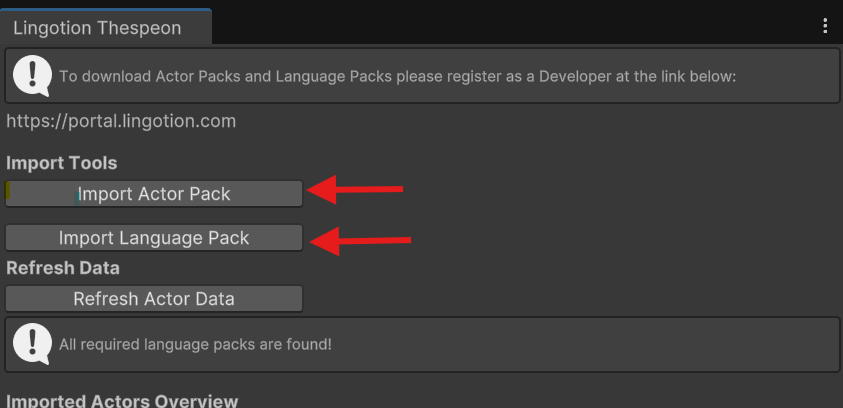 Lingotion Thespeon
To download Actor Packs and Language Packs please register as a Developer at the link below:
https://portal.lingotion.com
Import Tools
Import Actor Pack
Import Language Pack
Refresh Data
Refresh Actor Data
All required language packs are found!
Imported Actors Overview